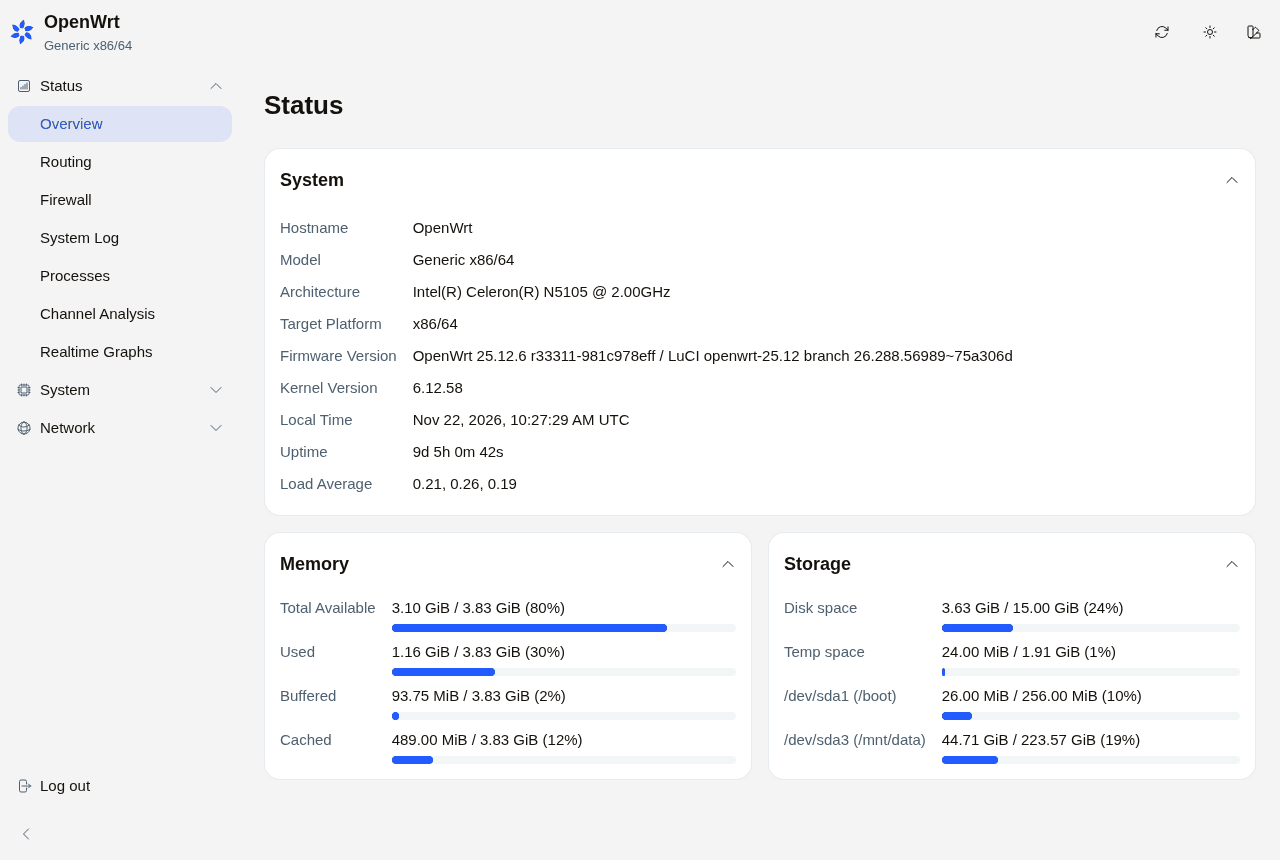 OpenWrt
Generic x86/64
Status
Overview
Routing
Firewall
System Log
Processes
Channel Analysis
Realtime Graphs
System
Network
Log out
Status
System
Hostname OpenWrt
Model Generic x86/64
Architecture Intel(R) Celeron(R) N5105 @ 2.00GHz
Target Platform x86/64
Firmware Version OpenWrt 25.12.6 r33311-981c978eff / LuCI openwrt-25.12 branch 26.288.56989~75a306d
Kernel Version 6.12.58
Local Time Nov 22, 2026, 10:27:29 AM UTC
Uptime 9d 5h 0m 42s
Load Average 0.21, 0.26, 0.19
Memory
Total Available 3.10 GiB / 3.83 GiB (80%)
Used 1.16 GiB / 3.83 GiB (30%)
Buffered 93.75 MiB / 3.83 GiB (2%)
Cached 489.00 MiB / 3.83 GiB (12%)
Storage
Disk space 3.63 GiB / 15.00 GiB (24%)
Temp space 24.00 MiB / 1.91 GiB (1%)
/dev/sda1 (/boot) 26.00 MiB / 256.00 MiB (10%)
/dev/sda3 (/mnt/data) 44.71 GiB / 223.57 GiB (19%)